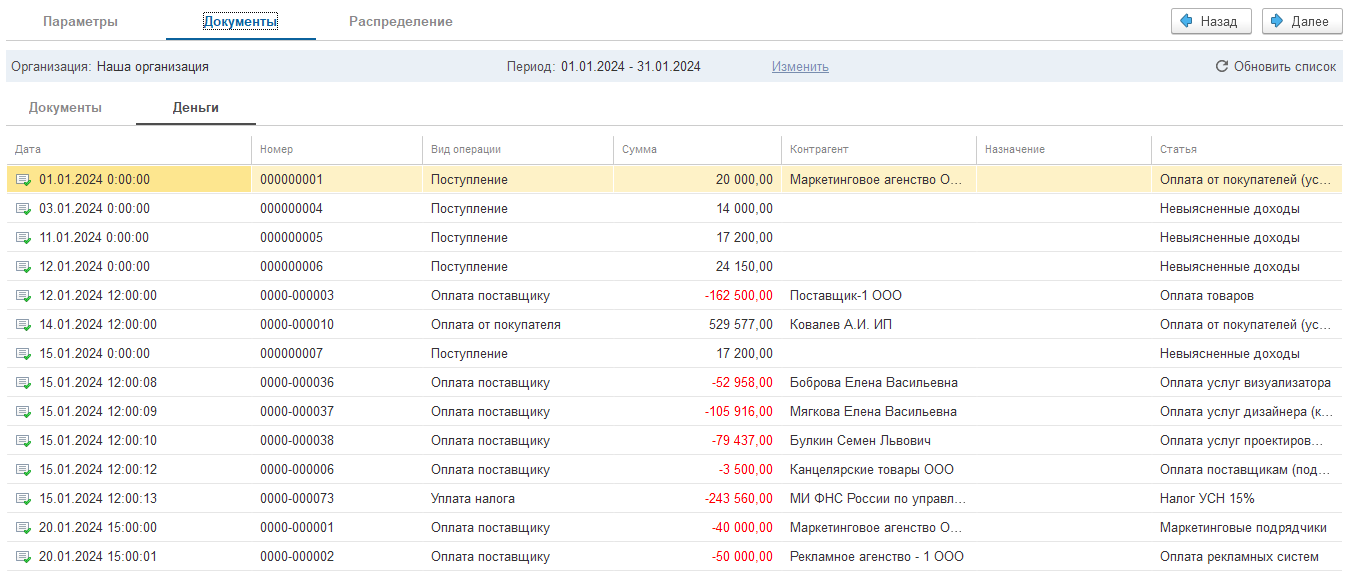 Параметры Документы Распределение Назад Далее
Организация: Наша организация Период: 01.01.2024 - 31.01.2024 Изменить Обновить список
Документы Деньги
Дата Номер Вид операции Сумма Контрагент Назначение Статья
01.01.2024 0:00:00 000000001 Поступление 20 000,00 Маркетинговое агенство О... Оплата от покупателей (ус...
03.01.2024 0:00:00 000000004 Поступление 14 000,00 Невыясненные доходы
11.01.2024 0:00:00 000000005 Поступление 17 200,00 Невыясненные доходы
12.01.2024 0:00:00 000000006 Поступление 24 150,00 Невыясненные доходы
12.01.2024 12:00:00 0000-000003 Оплата поставщику -162 500,00 Поставщик-1 ООО Оплата товаров
14.01.2024 12:00:00 0000-000010 Оплата от покупателя 529 577,00 Ковалев А.И. ИП Оплата от покупателей (ус...
15.01.2024 0:00:00 000000007 Поступление 17 200,00 Невыясненные доходы
15.01.2024 12:00:08 0000-000036 Оплата поставщику -52 958,00 Боброва Елена Васильевна Оплата услуг визуализатора
15.01.2024 12:00:09 0000-000037 Оплата поставщику -105 916,00 Мягкова Елена Васильевна Оплата услуг дизайнера (к...
15.01.2024 12:00:10 0000-000038 Оплата поставщику -79 437,00 Булкин Семен Львович Оплата услуг проектиров...
15.01.2024 12:00:12 0000-000006 Оплата поставщику -3 500,00 Канцелярские товары ООО Оплата поставщикам (под...
15.01.2024 12:00:13 0000-000073 Уплата налога -243 560,00 МИ ФНС России по управл... Налог УСН 15%
20.01.2024 15:00:00 0000-000001 Оплата поставщику -40 000,00 Маркетинговое агенство О... Маркетинговые подрядчики
20.01.2024 15:00:01 0000-000002 Оплата поставщику -50 000,00 Рекламное агенство - 1 ООО Оплата рекламных систем